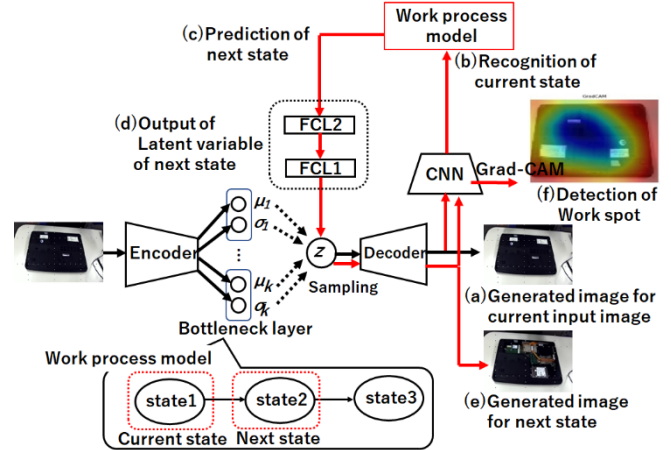 (c)Prediction of
next state
Work process
model
(b)Recognition of
current state
GradCAM
(d)Output of
Latent variable
of next state
FCL2
FCL1
CNN
Grad-CAM
(f)Detection of
Work spot
μ1
σ1
Encoder
⋮
μk
σk
z
Decoder
Sampling
(a)Generated image for
current input image
Bottleneck layer
Work process model
state1
state2
state3
Current state
Next state
(e)Generated image
for next state